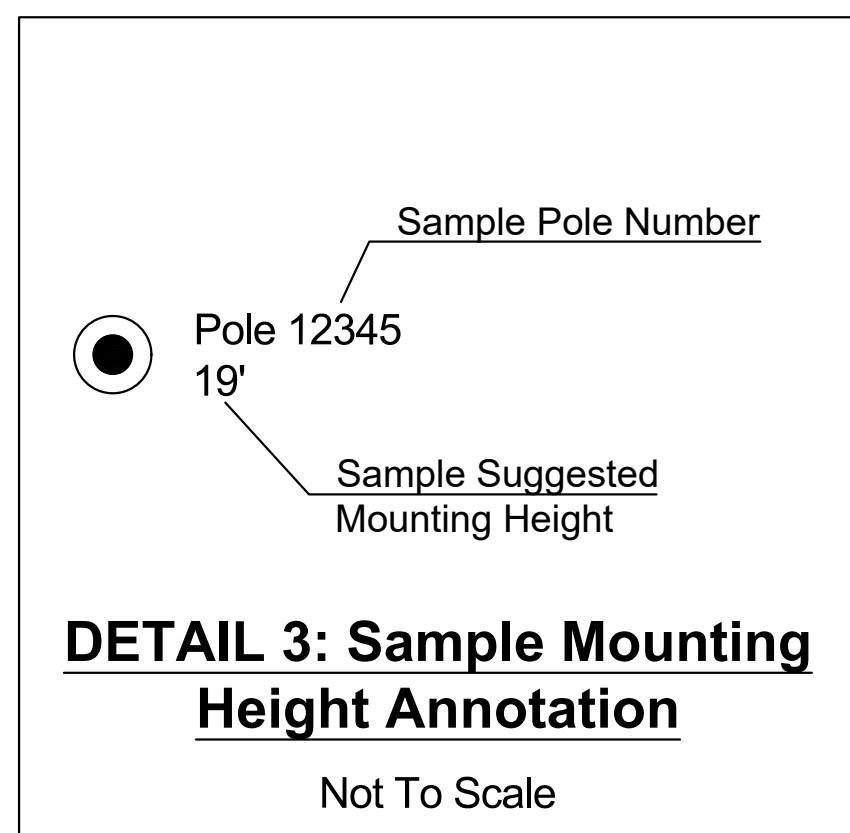 Sample Pole Number
Pole 12345
19'
Sample Suggested
Mounting Height
DETAIL 3: Sample Mounting
Height Annotation
Not To Scale